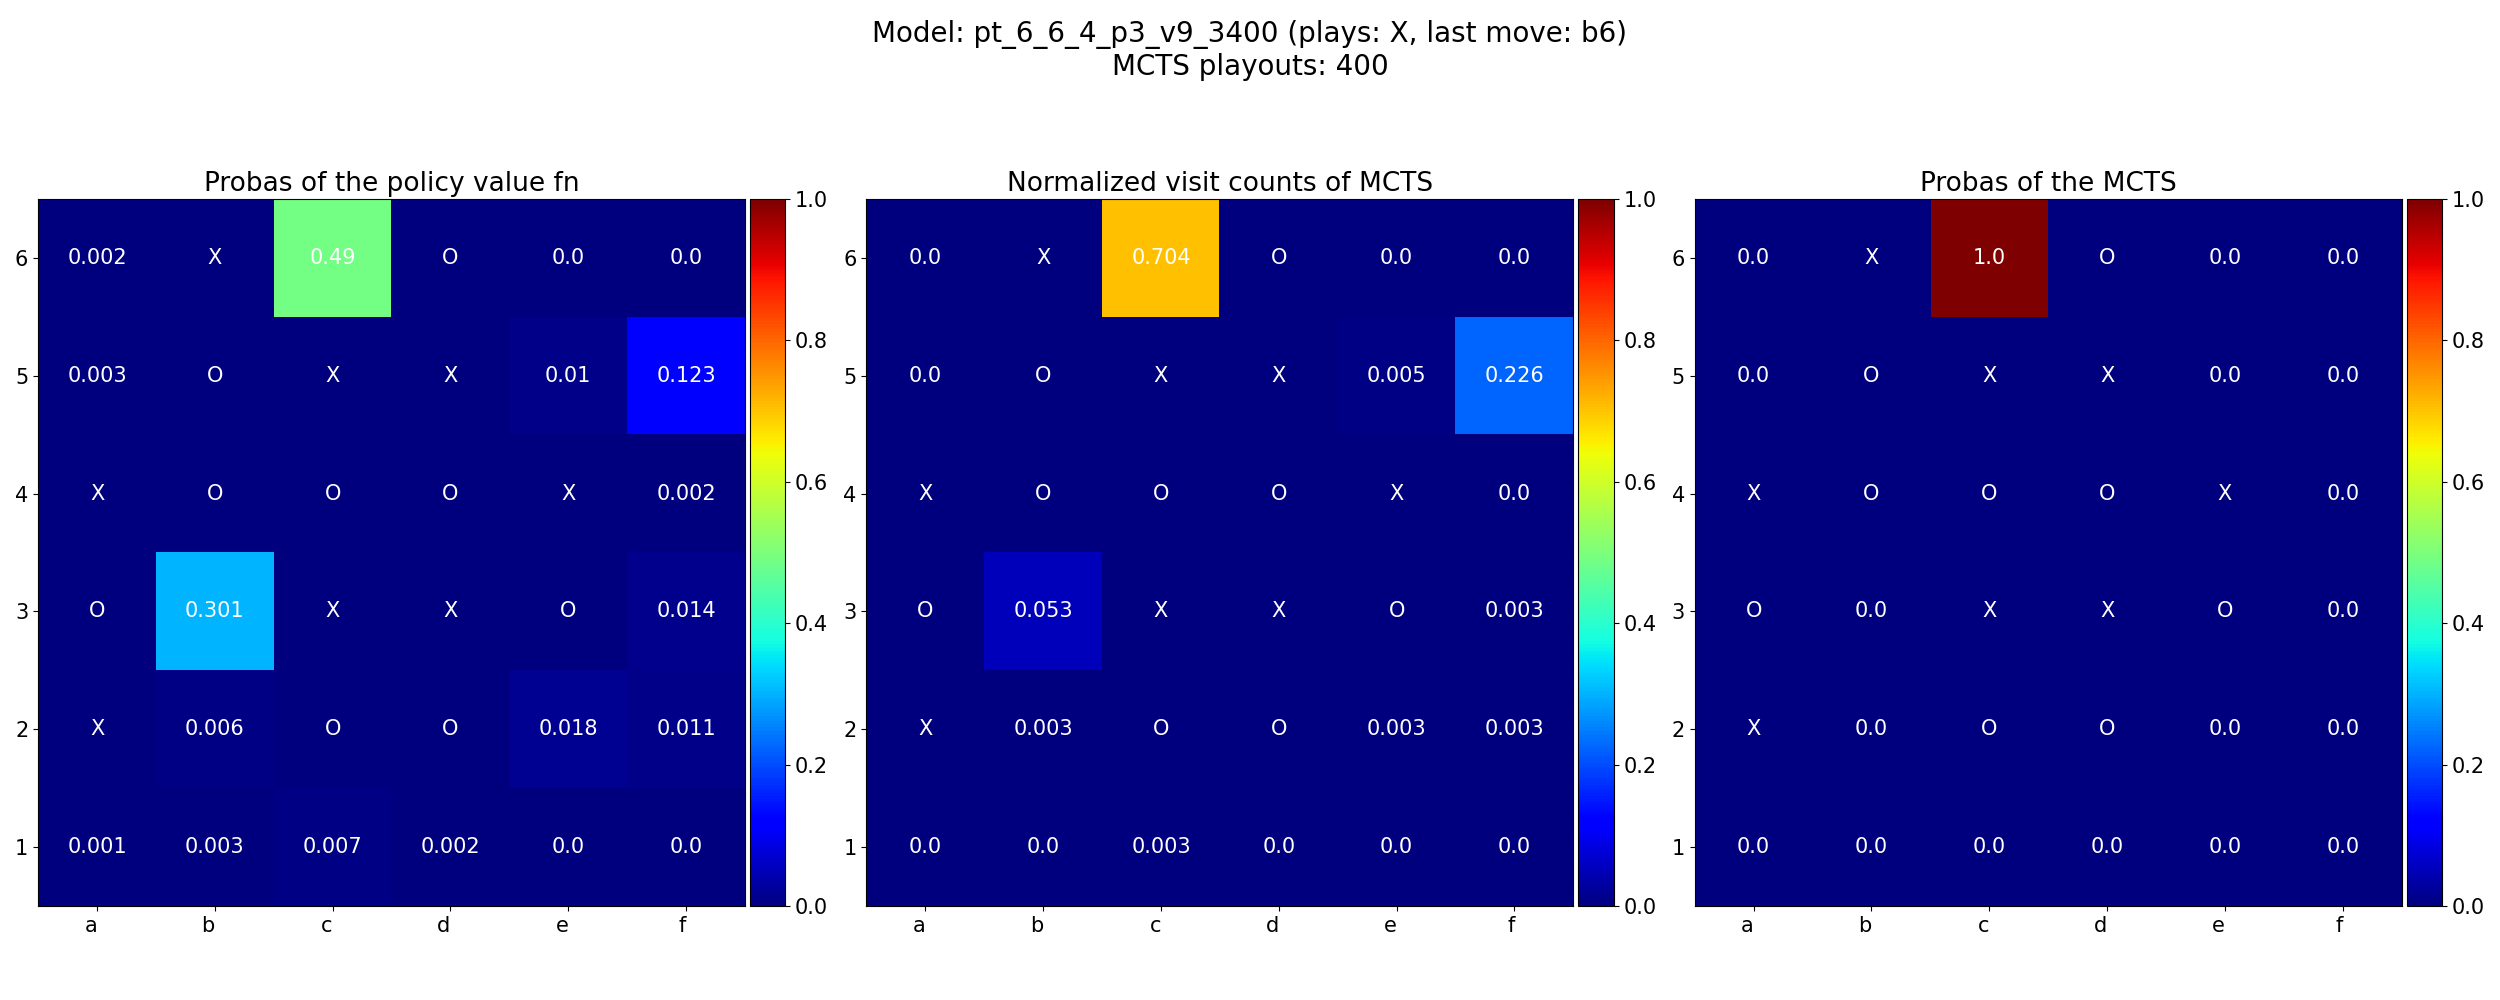 Model: pt_6_6_4_p3_v9_3400 (plays: X, last move: b6)
MCTS playouts: 400
Probas of the policy value fn
6 0.002 X 0.49 O 0.0 0.0
5 0.003 O X X 0.01 0.123
4 X O O O X 0.002
3 O 0.301 X X O 0.014
2 X 0.006 O O 0.018 0.011
1 0.001 0.003 0.007 0.002 0.0 0.0
a b c d e f
1.0
0.8
0.6
0.4
0.2
0.0
Normalized visit counts of MCTS
6 0.0 X 0.704 O 0.0 0.0
5 0.0 O X X 0.005 0.226
4 X O O O X 0.0
3 O 0.053 X X O 0.003
2 X 0.003 O O 0.003 0.003
1 0.0 0.0 0.003 0.0 0.0 0.0
a b c d e f
1.0
0.8
0.6
0.4
0.2
0.0
Probas of the MCTS
6 0.0 X 1.0 O 0.0 0.0
5 0.0 O X X 0.0 0.0
4 X O O O X 0.0
3 O 0.0 X X O 0.0
2 X 0.0 O O 0.0 0.0
1 0.0 0.0 0.0 0.0 0.0 0.0
a b c d e f
1.0
0.8
0.6
0.4
0.2
0.0